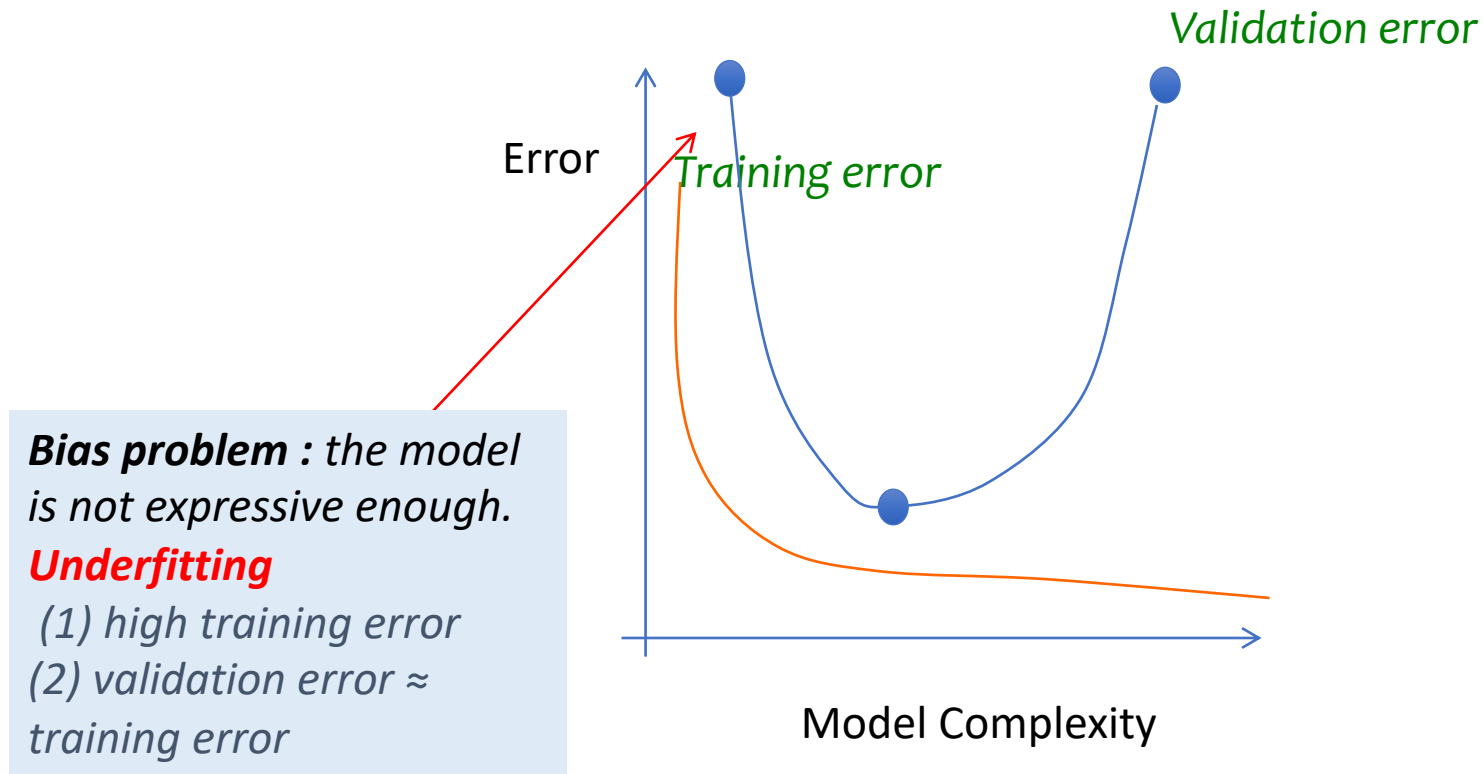 Validation error
Error
Training error
Bias problem : the model
is not expressive enough.
Underfitting
(1) high training error
(2) validation error ≈
training error
Model Complexity